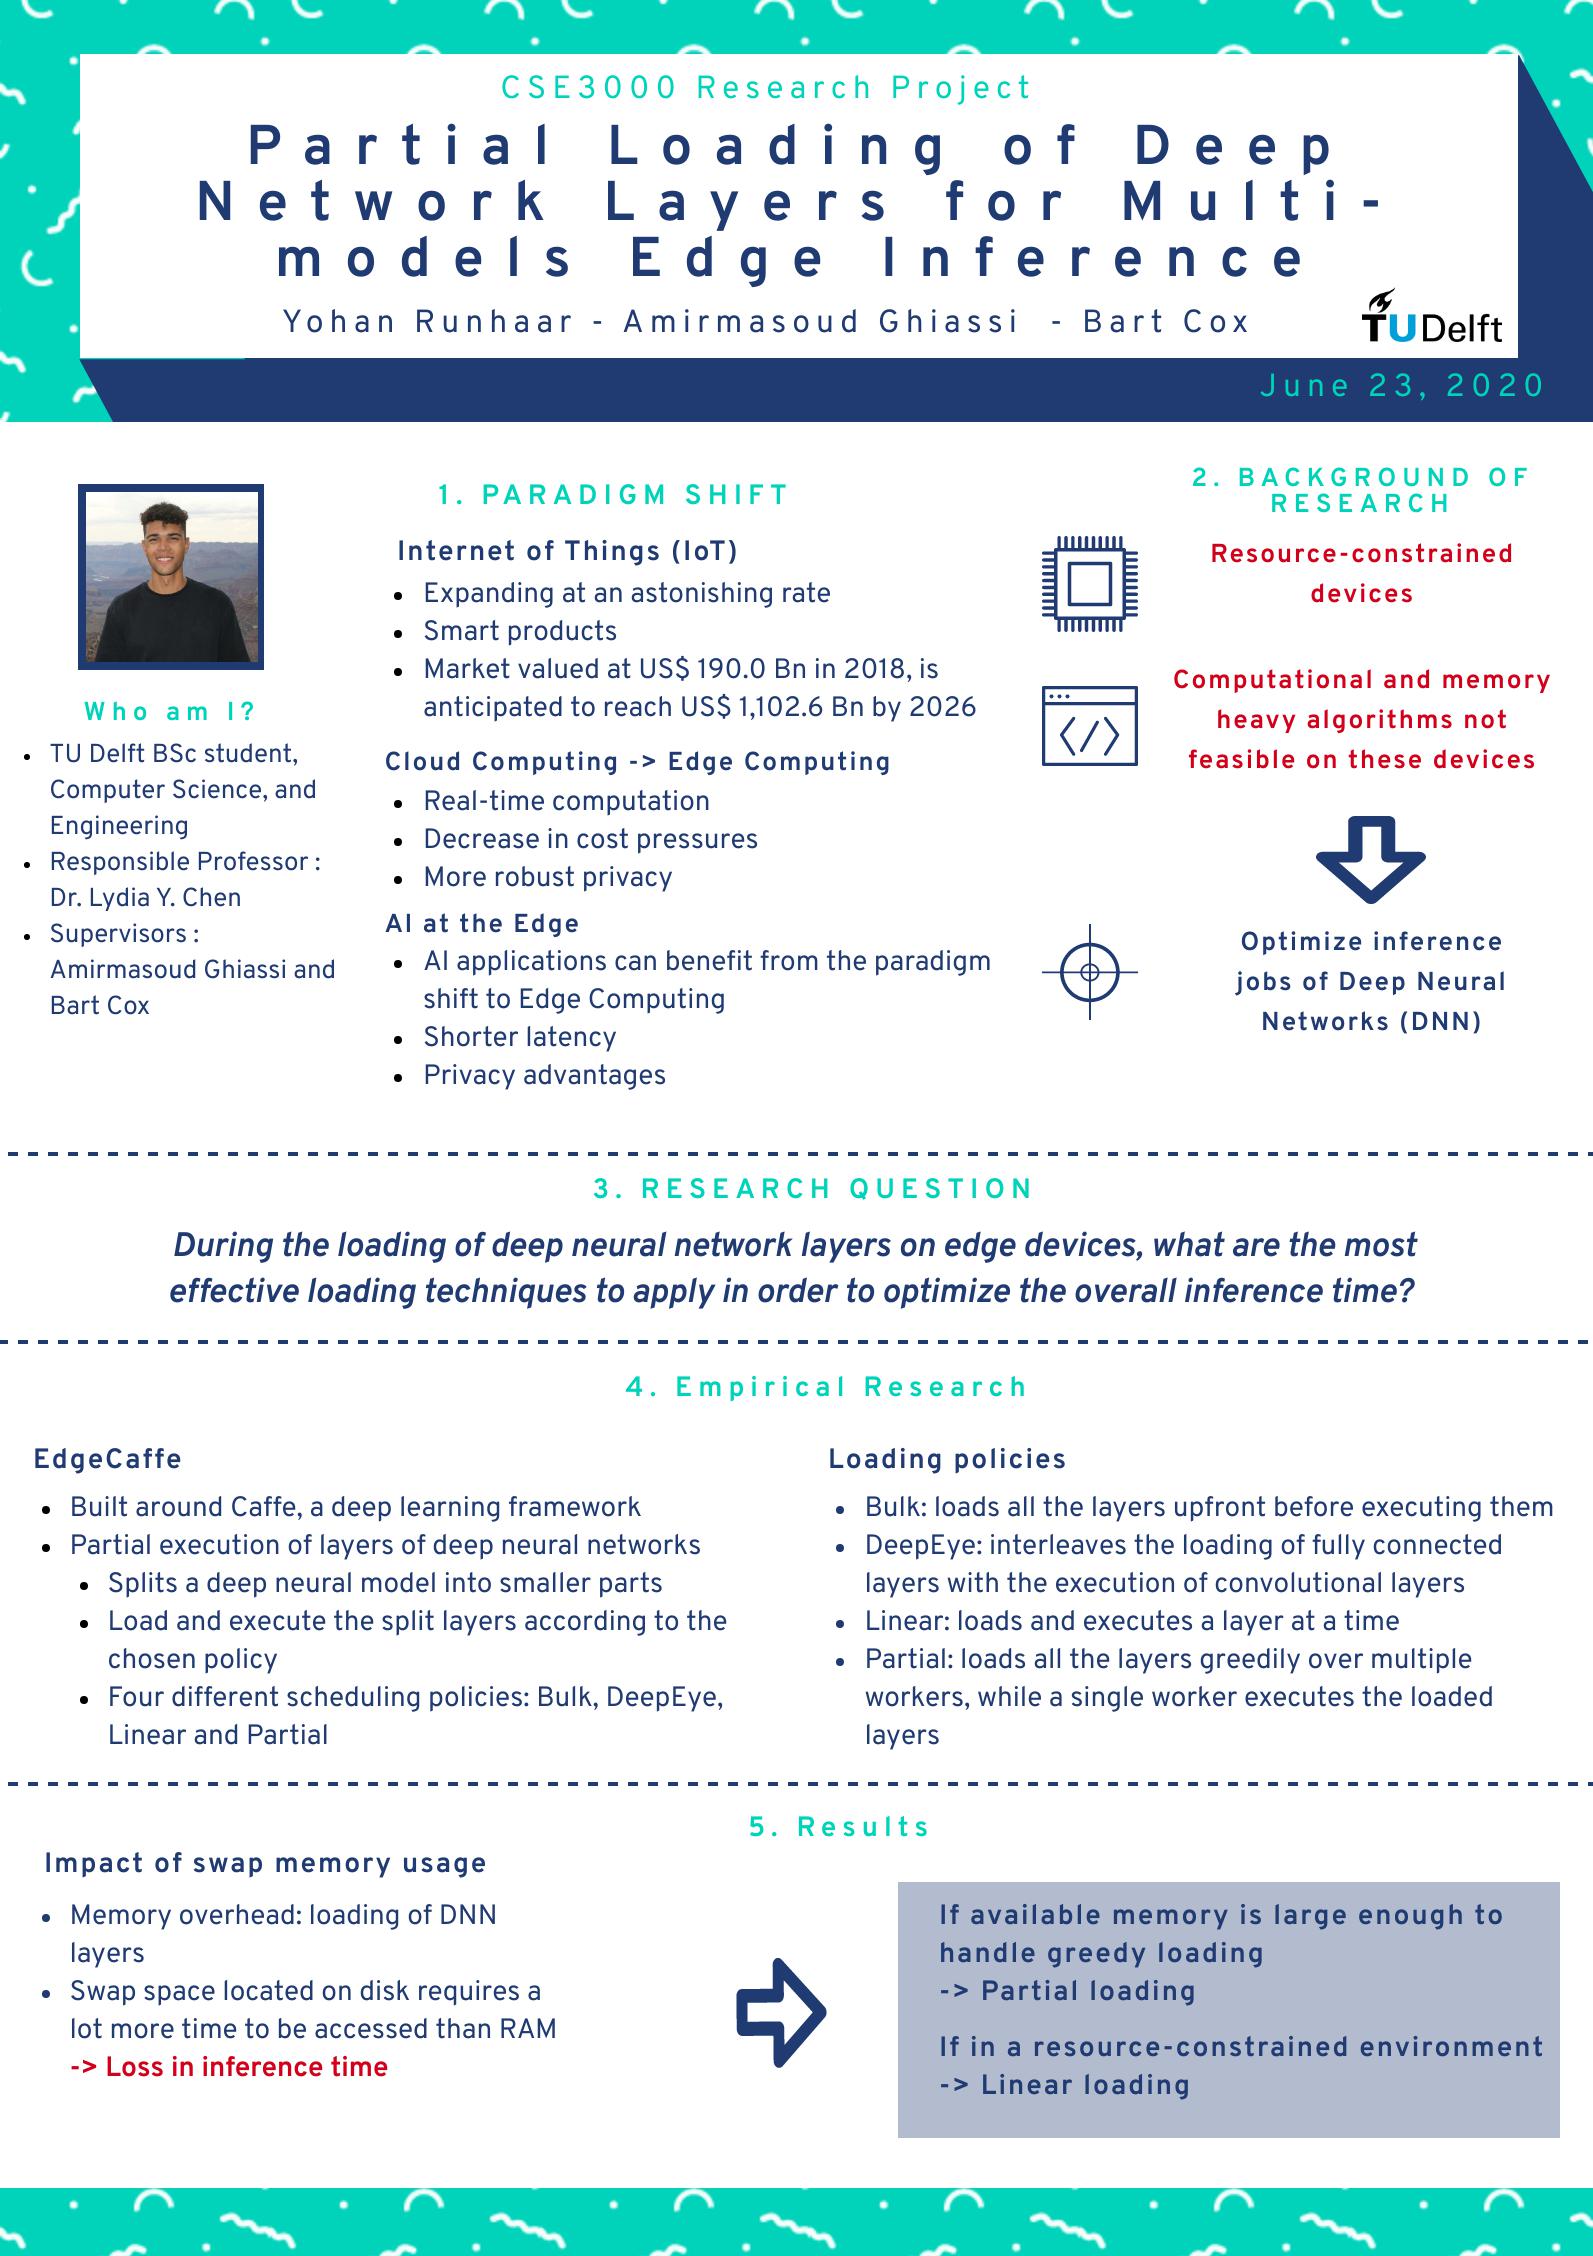 CSE3000 Research Project
Partial Loading of Deep
Network Layers for Multi-
models Edge Inference
Yohan Runhaar - Amirmasoud Ghiassi - Bart Cox
TUDelft
June 23, 2020
Who am I?
• TU Delft BSc student,
Computer Science, and
Engineering
• Responsible Professor :
Dr. Lydia Y. Chen
• Supervisors :
Amirmasoud Ghiassi and
Bart Cox
1. PARADIGM SHIFT
Internet of Things (IoT)
• Expanding at an astonishing rate
• Smart products
• Market valued at US$ 190.0 Bn in 2018, is
anticipated to reach US$ 1,102.6 Bn by 2026
Cloud Computing -> Edge Computing
• Real-time computation
• Decrease in cost pressures
• More robust privacy
AI at the Edge
• AI applications can benefit from the paradigm
shift to Edge Computing
• Shorter latency
• Privacy advantages
2. BACKGROUND OF
RESEARCH
Resource-constrained
devices
Computational and memory
heavy algorithms not
feasible on these devices
Optimize inference
jobs of Deep Neural
Networks (DNN)
3. RESEARCH QUESTION
During the loading of deep neural network layers on edge devices, what are the most
effective loading techniques to apply in order to optimize the overall inference time?
4. Empirical Research
EdgeCaffe
• Built around Caffe, a deep learning framework
• Partial execution of layers of deep neural networks
• Splits a deep neural model into smaller parts
• Load and execute the split layers according to the
chosen policy
• Four different scheduling policies: Bulk, DeepEye,
Linear and Partial
Loading policies
• Bulk: loads all the layers upfront before executing them
• DeepEye: interleaves the loading of fully connected
layers with the execution of convolutional layers
• Linear: loads and executes a layer at a time
• Partial: loads all the layers greedily over multiple
workers, while a single worker executes the loaded
layers
5. Results
Impact of swap memory usage
• Memory overhead: loading of DNN
layers
• Swap space located on disk requires a
lot more time to be accessed than RAM
-> Loss in inference time
If available memory is large enough to
handle greedy loading
-> Partial loading
If in a resource-constrained environment
-> Linear loading